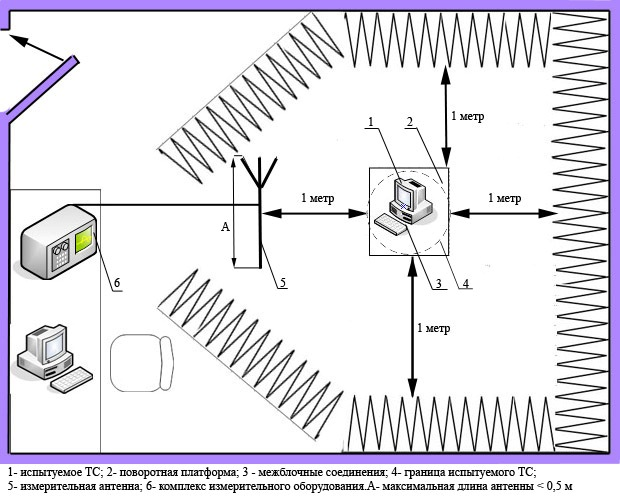 1 метр
1
2
1 метр
1 метр
А
6
5
3
4
1 метр
1- испытуемое ТС; 2- поворотная платформа; 3 - межблочные соединения; 4- граница испытуемого ТС;
5- измерительная антенна; 6- комплекс измерительного оборудования.А- максимальная длина антенны < 0,5 м